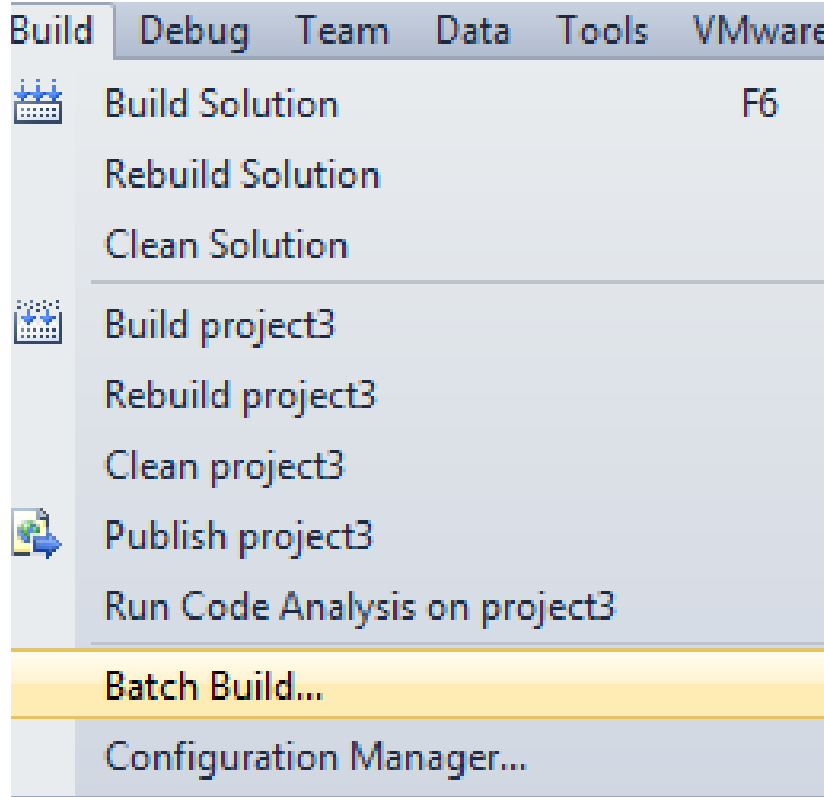 Build Debug Team Data Tools VMware
Build Solution F6
Rebuild Solution
Clean Solution
Build project3
Rebuild project3
Clean project3
Publish project3
Run Code Analysis on project3
Batch Build...
Configuration Manager...